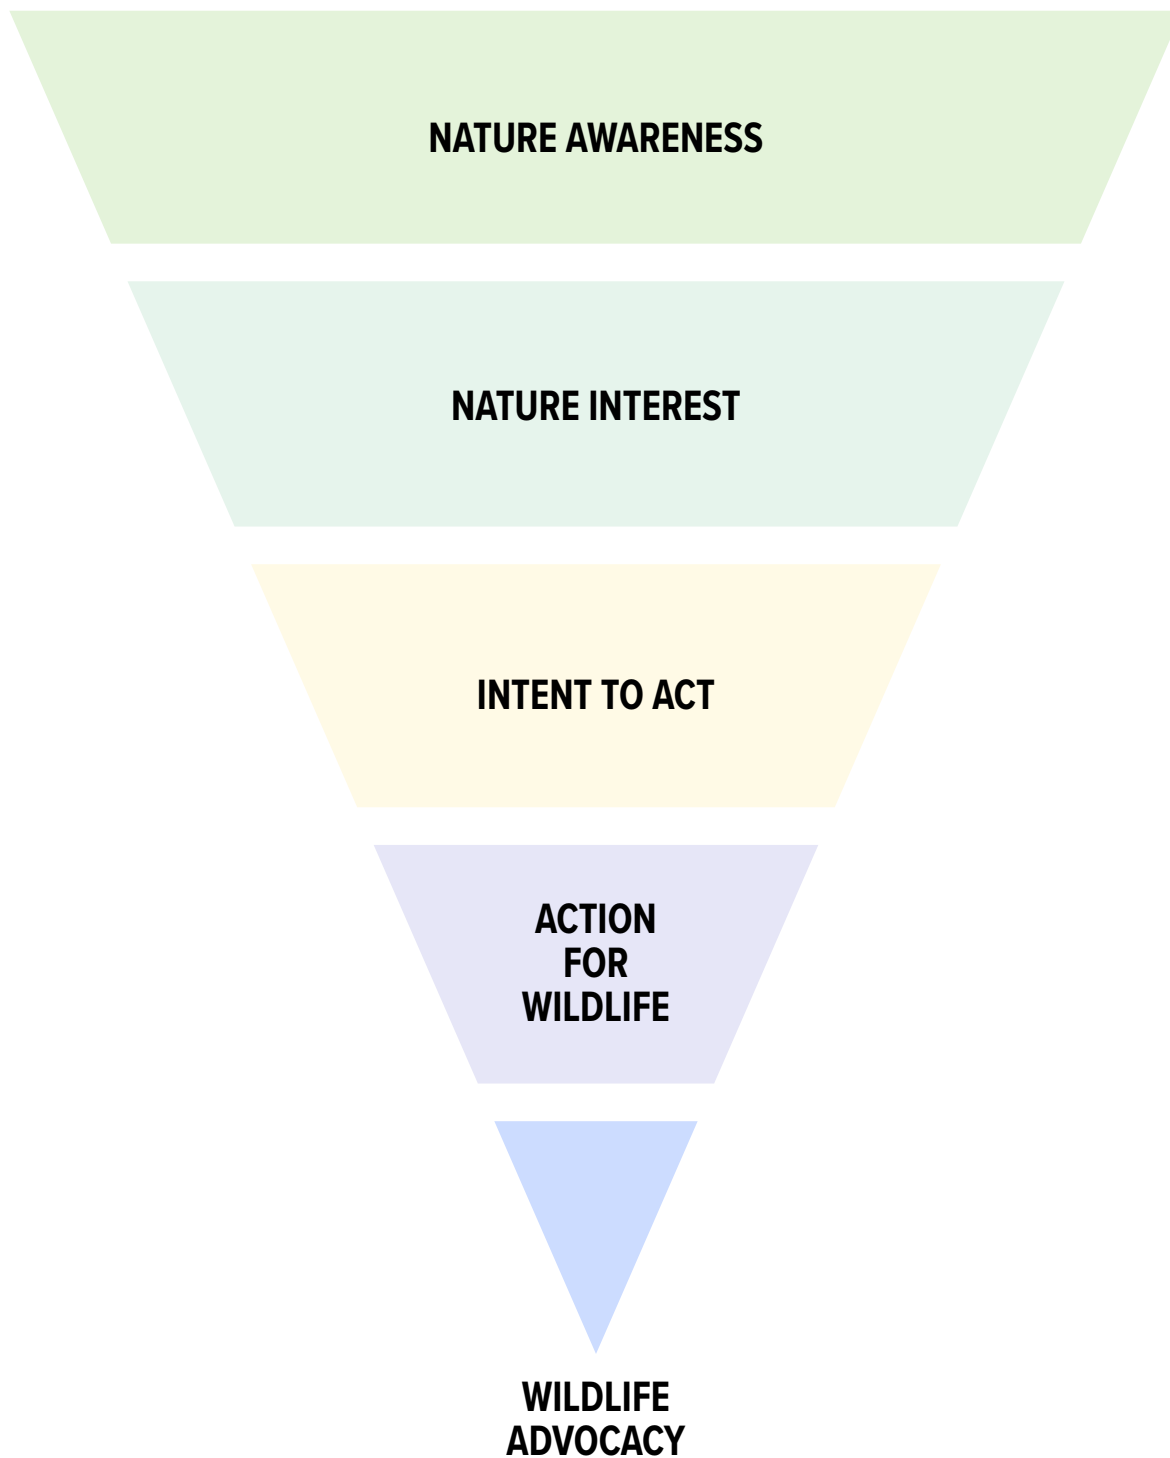 NATURE AWARENESS
NATURE INTEREST
INTENT TO ACT
ACTION
FOR
WILDLIFE
WILDLIFE
ADVOCACY